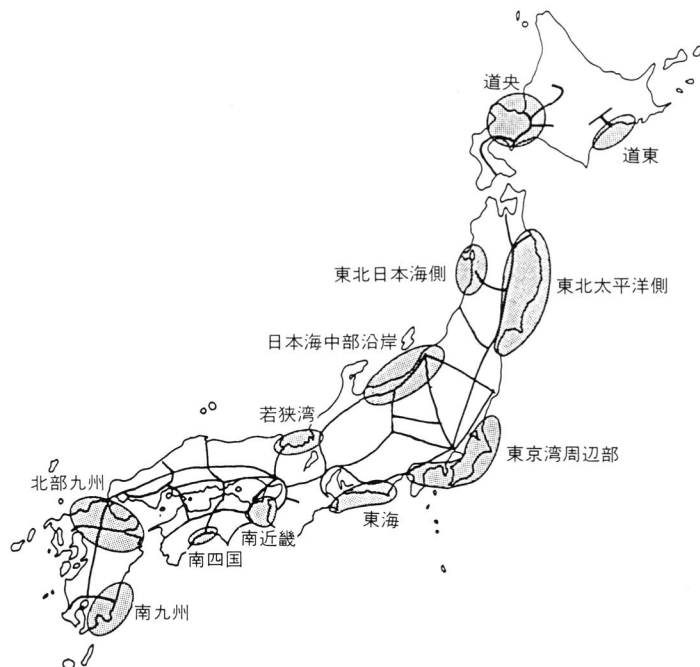 道央
道東
東北日本海側
東北太平洋側
日本海中部沿岸
若狭湾
東京湾周辺部
北部九州
東海
南近畿
南四国
南九州